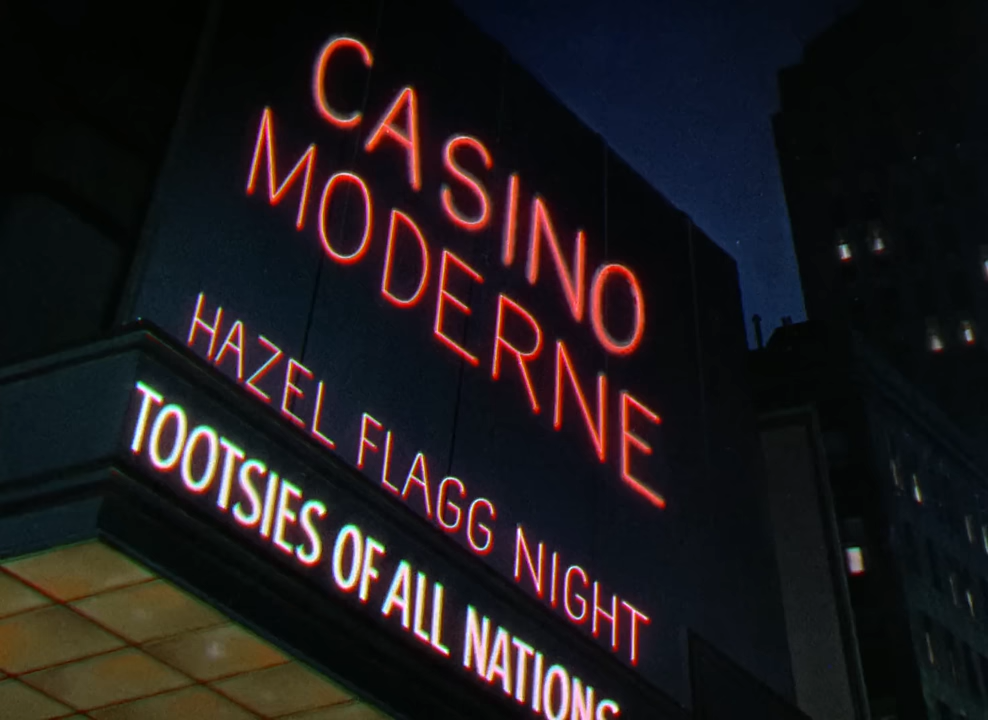 CASINO
MODERNE
HAZEL FLAGG NIGHT
TOOTSIES OF ALL NATIONS